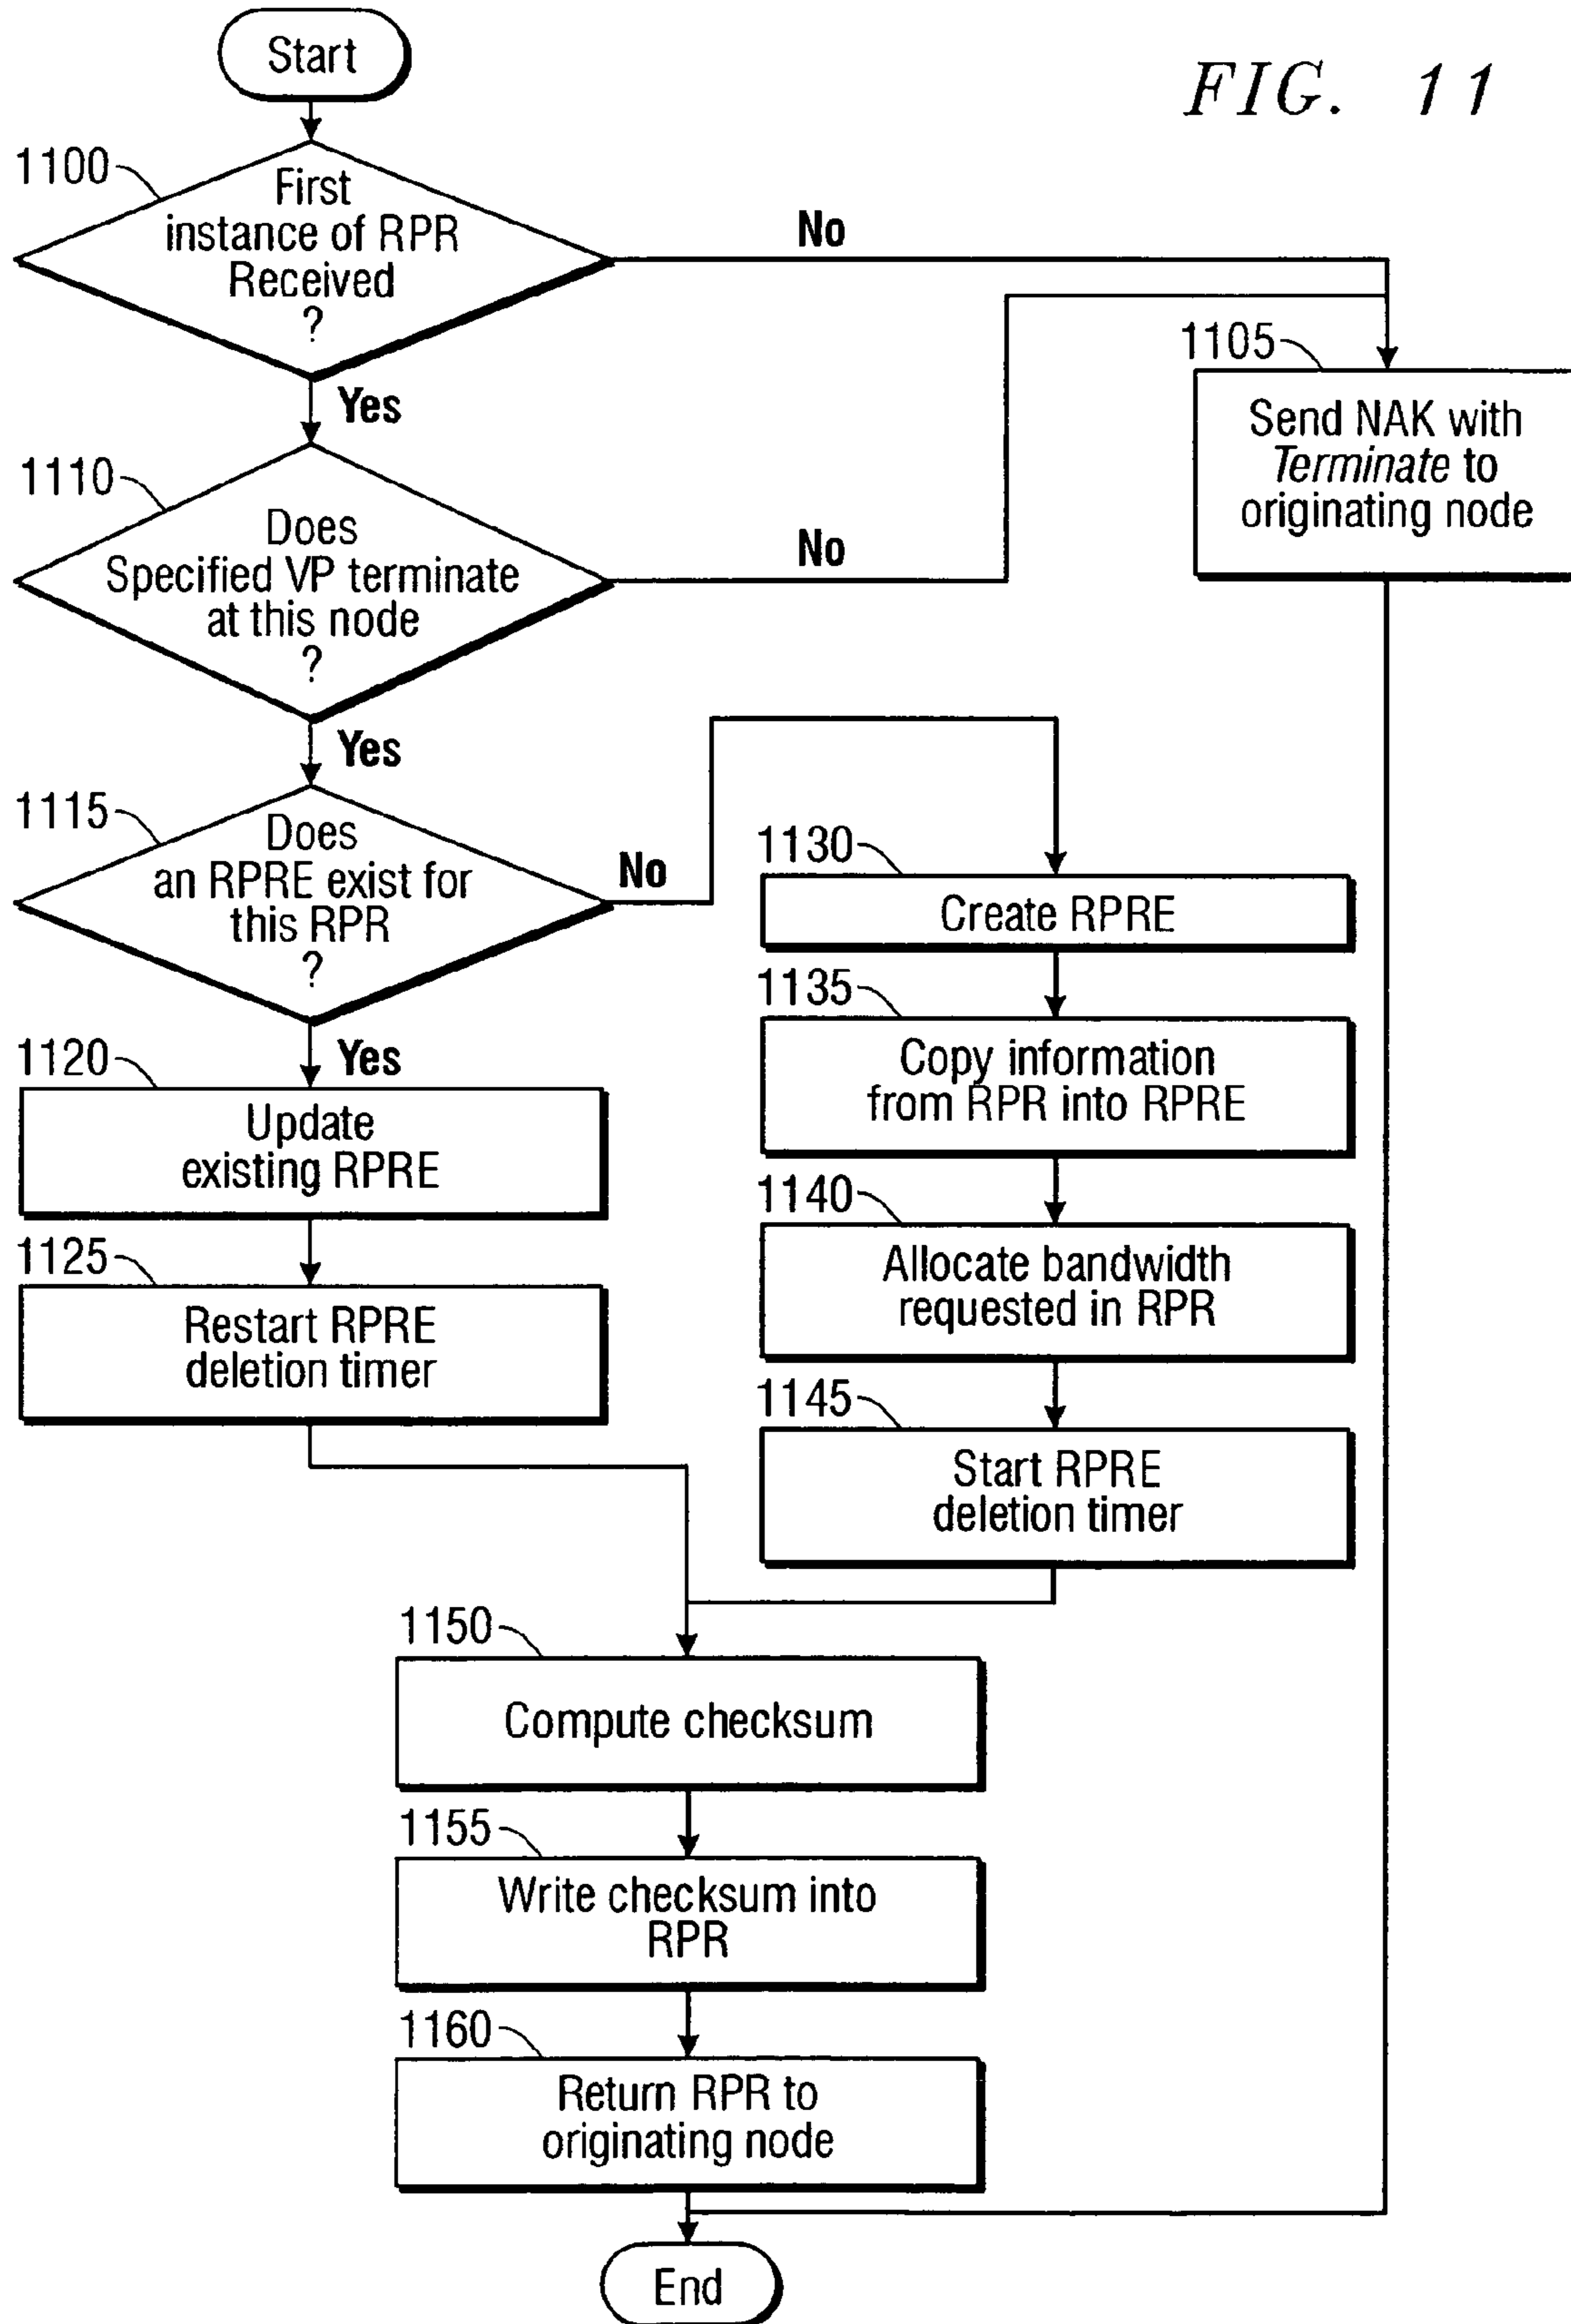 Start
FIG. 11
1100
First
instance of RPR
Received
?
No
Yes
1105
Send NAK with
Terminate to
originating node
1110
Does
Specified VP terminate
at this node
?
No
Yes
1115
Does
an RPRE exist for
this RPR
?
No
Yes
1130
Create RPRE
1135
Copy information
from RPR into RPRE
1120
Update
existing RPRE
1140
Allocate bandwidth
requested in RPR
1125
Restart RPRE
deletion timer
1145
Start RPRE
deletion timer
1150
Compute checksum
1155
Write checksum into
RPR
1160
Return RPR to
originating node
End